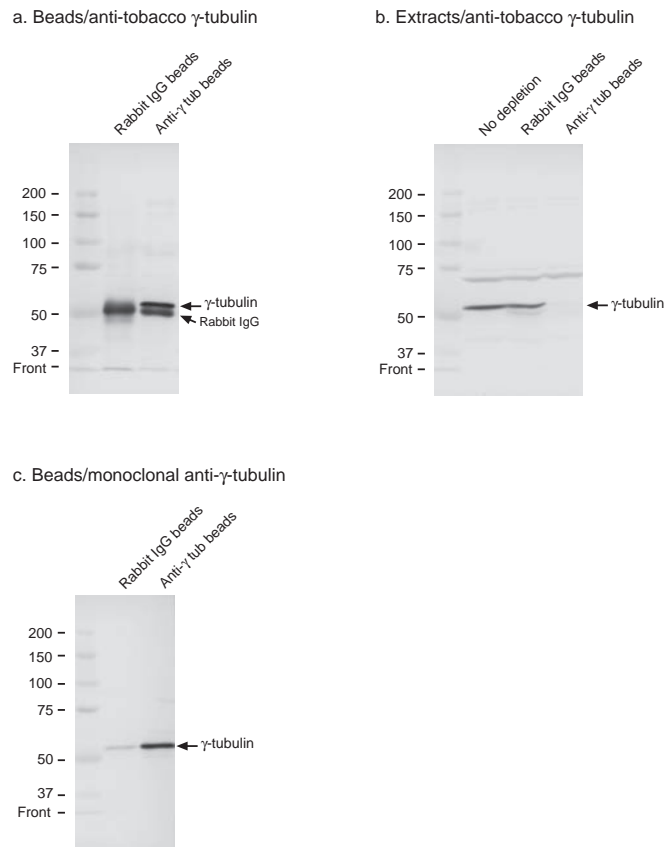 a. Beads/anti-tobacco γ-tubulin
Rabbit IgG beads
Anti-γ tub beads
200
150
100
75
50
37
Front
γ-tubulin
Rabbit IgG
b. Extracts/anti-tobacco γ-tubulin
No depletion
Rabbit IgG beads
Anti-γ tub beads
200
150
100
75
50
37
Front
γ-tubulin
c. Beads/monoclonal anti-γ-tubulin
Rabbit IgG beads
Anti-γ tub beads
200
150
100
75
50
37
Front
γ-tubulin